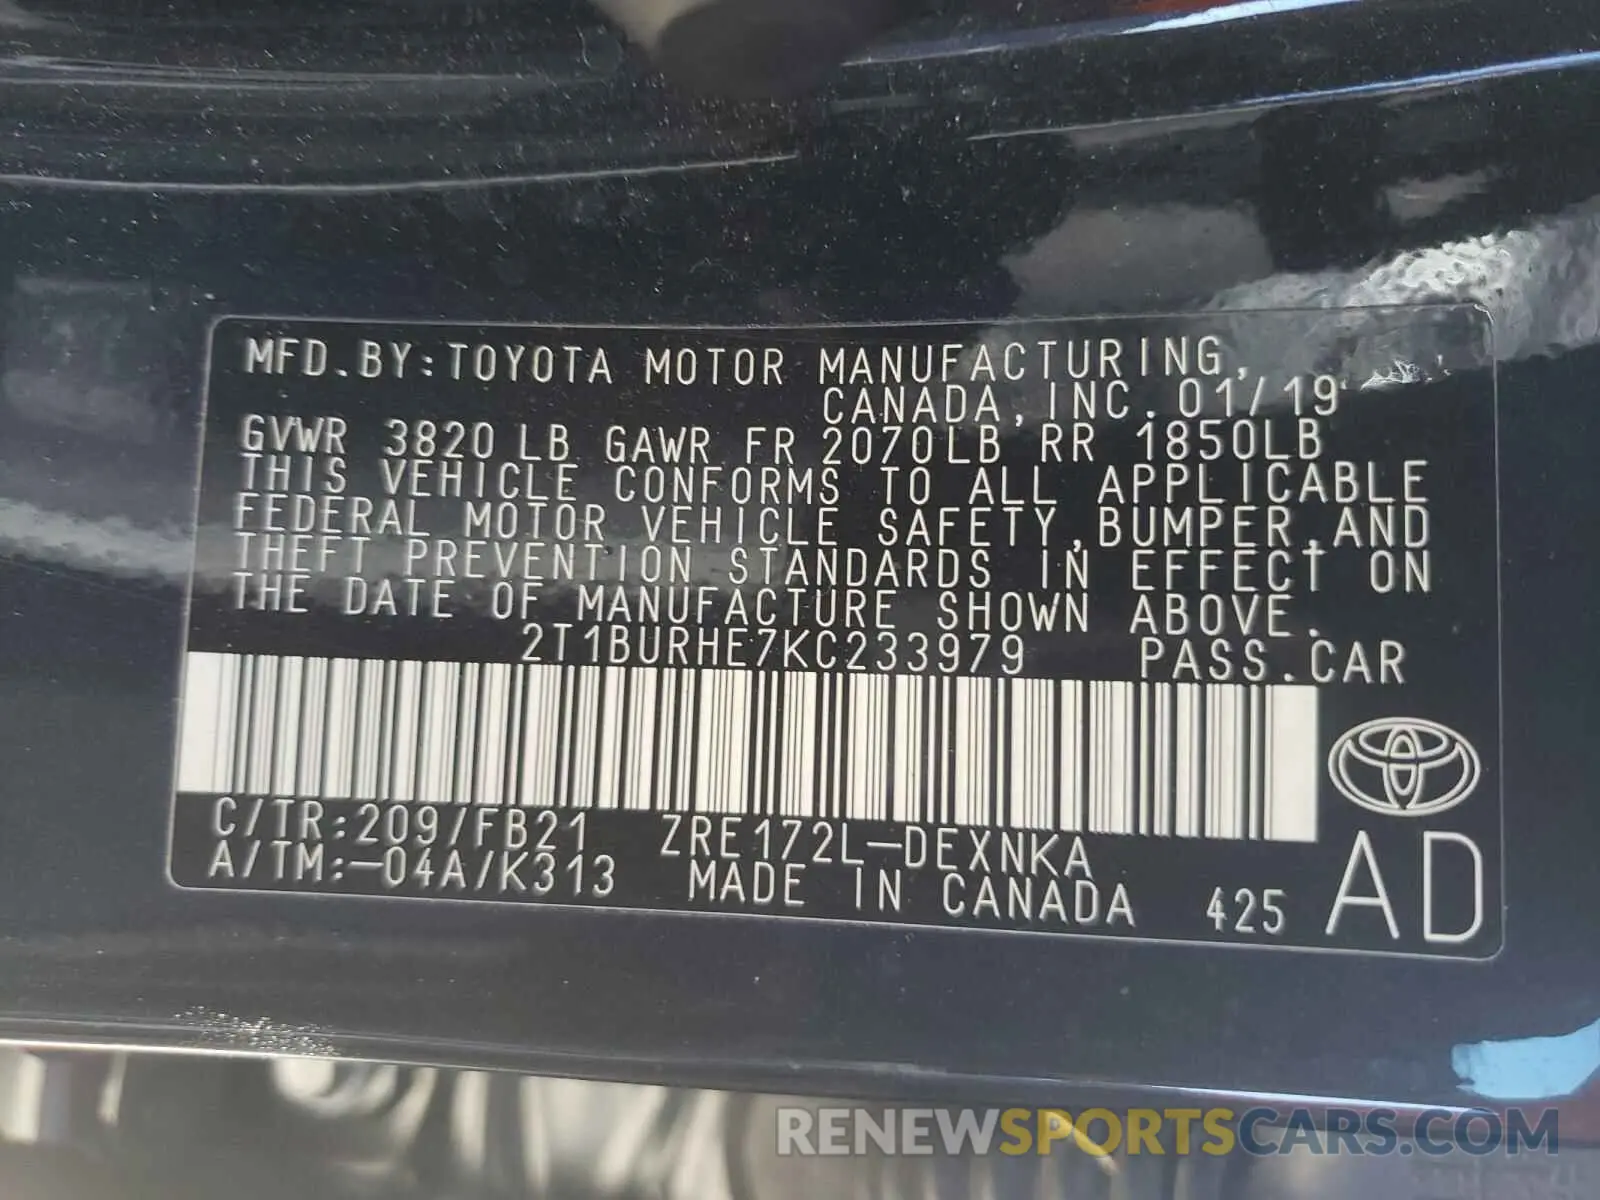 MFD.BY:TOYOTA MOTOR MANUFACTURING,
CANADA, INC. 01/19
GVWR 3820 LB GAWR FR 2070LB RR 1850LB
THIS VEHICLE CONFORMS TO ALL APPLICABLE
FEDERAL MOTOR VEHICLE SAFETY,BUMPER,AND
THEFT PREVENTION STANDARDS IN EFFECT ON
THE DATE OF MANUFACTURE SHOWN ABOVE.
2T1BURHE7KC233979 PASS.CAR
C/TR:209/FB21 ZRE172L-DEXNKA
A/TM:-04A/K313 MADE IN CANADA 425 AD
RENEWSPORTSCARS.COM